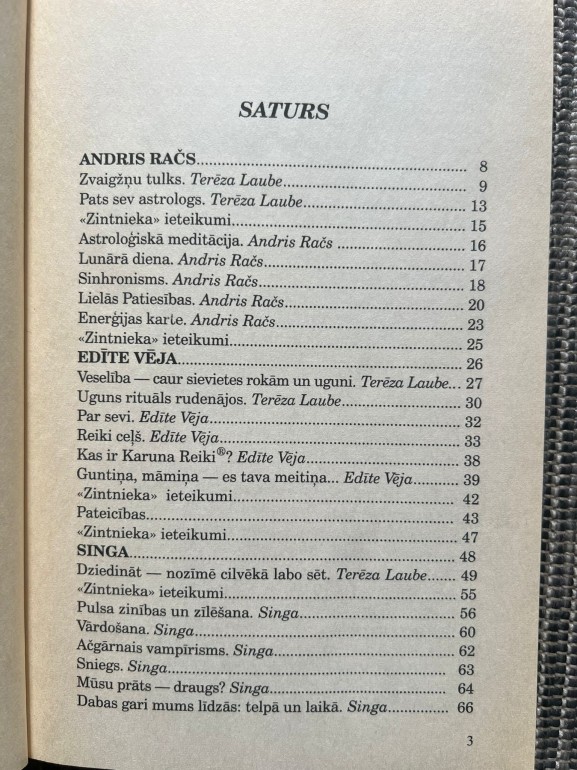 SATURS
ANDRIS RAČS........................................................ 8
Zvaigžņu tulks. Terēza Laube.................................... 9
Pats sev astrologs. Terēza Laube................................ 13
«Zintnieka» ieteikumi............................................. 15
Astroloģiskā meditācija. Andris Račs .......................... 16
Lunārā diena. Andris Račs........................................ 17
Sinhronisms. Andris Račs......................................... 18
Lielās Patiesības. Andris Račs................................... 20
Enerģijas karte. Andris Račs..................................... 23
«Zintnieka» ieteikumi............................................. 25
EDĪTE VĒJA........................................................ 26
Veselība — caur sievietes rokām un uguni. Terēza Laube... 27
Uguns rituāls rudenājos. Terēza Laube......................... 30
Par sevi. Edīte Vēja............................................... 32
Reiki ceļš. Edīte Vēja............................................. 33
Kas ir Karuna Reiki®? Edīte Vēja................................ 38
Guntiņa, māmiņa — es tava meitiņa... Edīte Vēja........... 39
«Zintnieka» ieteikumi............................................. 42
Pateicības......................................................... 43
«Zintnieka» ieteikumi............................................. 47
SINGA.............................................................. 48
Dziedināt — nozīmē cilvēkā labo sēt. Terēza Laube....... 49
«Zintnieka» ieteikumi............................................. 55
Pulsa zinības un zīlēšana. Singa................................ 56
Vārdošana. Singa.................................................. 60
Ačgārnais vampīrisms. Singa..................................... 62
Sniegs. Singa...................................................... 63
Mūsu prāts — draugs? Singa...................................... 64
Dabas gari mums līdzās: telpā un laikā. Singa............... 66
3